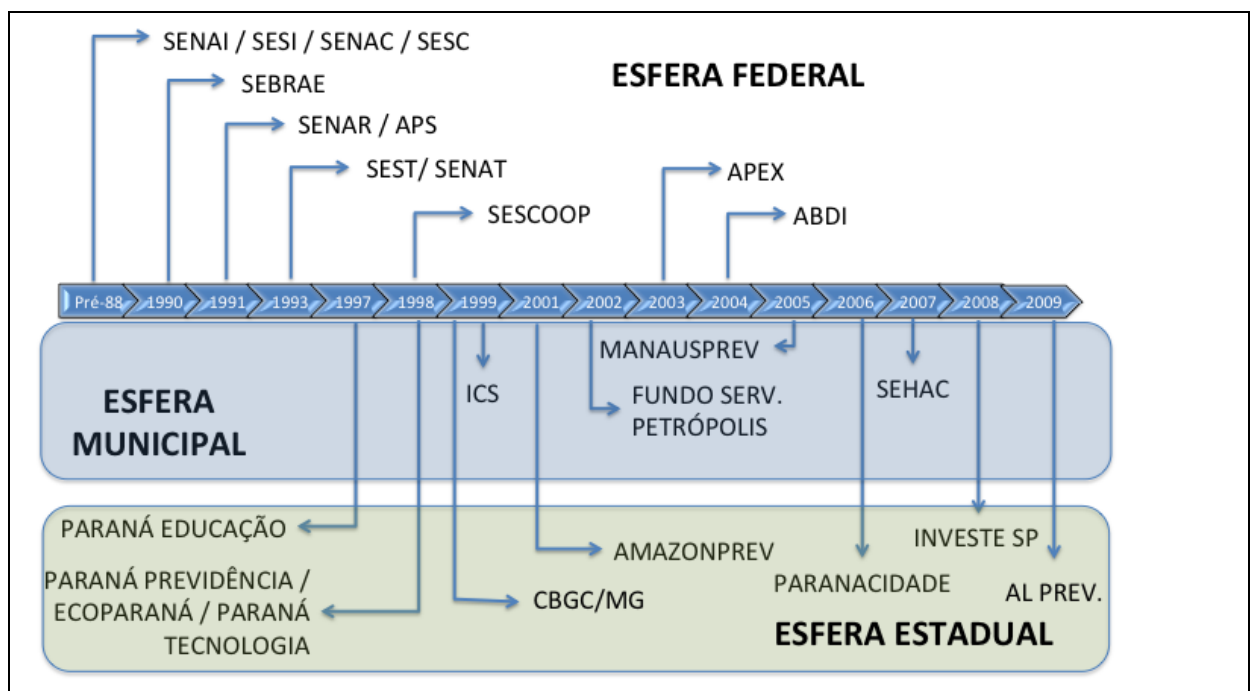 SENAI / SESI / SENAC / SESC
ESFERA FEDERAL
SEBRAE
SENAR / APS
SEST/ SENAT
APEX
SESCOOP
ABDI
Pré-88
1990
1991
1993
1997
1998
1999
2001
2002
2003
2004
2005
2006
2007
2008
2009
ESFERA
MUNICIPAL
ICS
MANAUSPREV
FUNDO SERV.
PETRÓPOLIS
SEHAC
PARANÁ EDUCAÇÃO
PARANÁ PREVIDÊNCIA /
ECOPARANÁ / PARANÁ
TECNOLOGIA
AMAZONPREV
CBGC/MG
PARANACIDADE
INVESTE SP
AL PREV.
ESFERA ESTADUAL